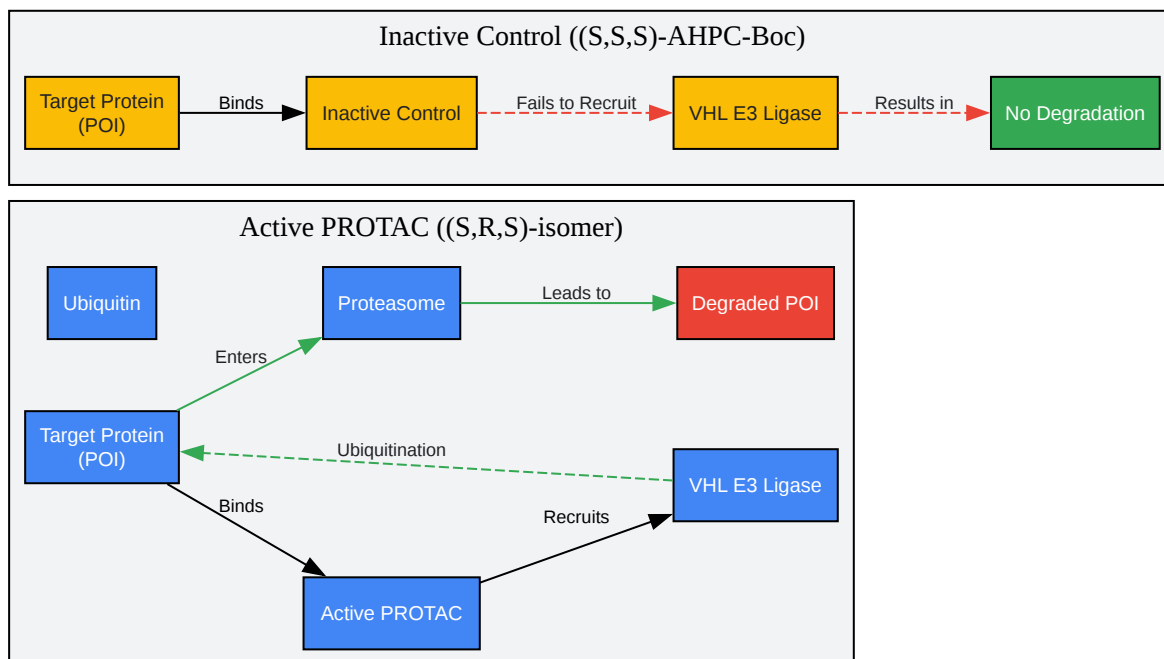 Inactive Control ((S,S,S)-AHPC-Boc)
Target Protein
(POI)
Binds
Inactive Control
Fails to Recruit
VHL E3 Ligase
Results in
No Degradation
Active PROTAC ((S,R,S)-isomer)
Ubiquitin
Proteasome
Leads to
Degraded POI
Enters
Target Protein
(POI)
Ubiquitination
VHL E3 Ligase
Binds
Recruits
Active PROTAC